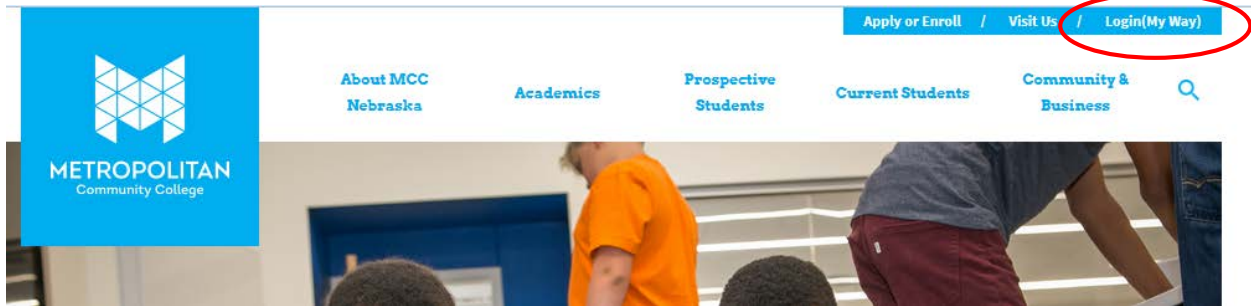 Apply or Enroll / Visit Us / Login(My Way)
METROPOLITAN
Community College
About MCC
Nebraska
Academics
Prospective
Students
Current Students
Community &
Business